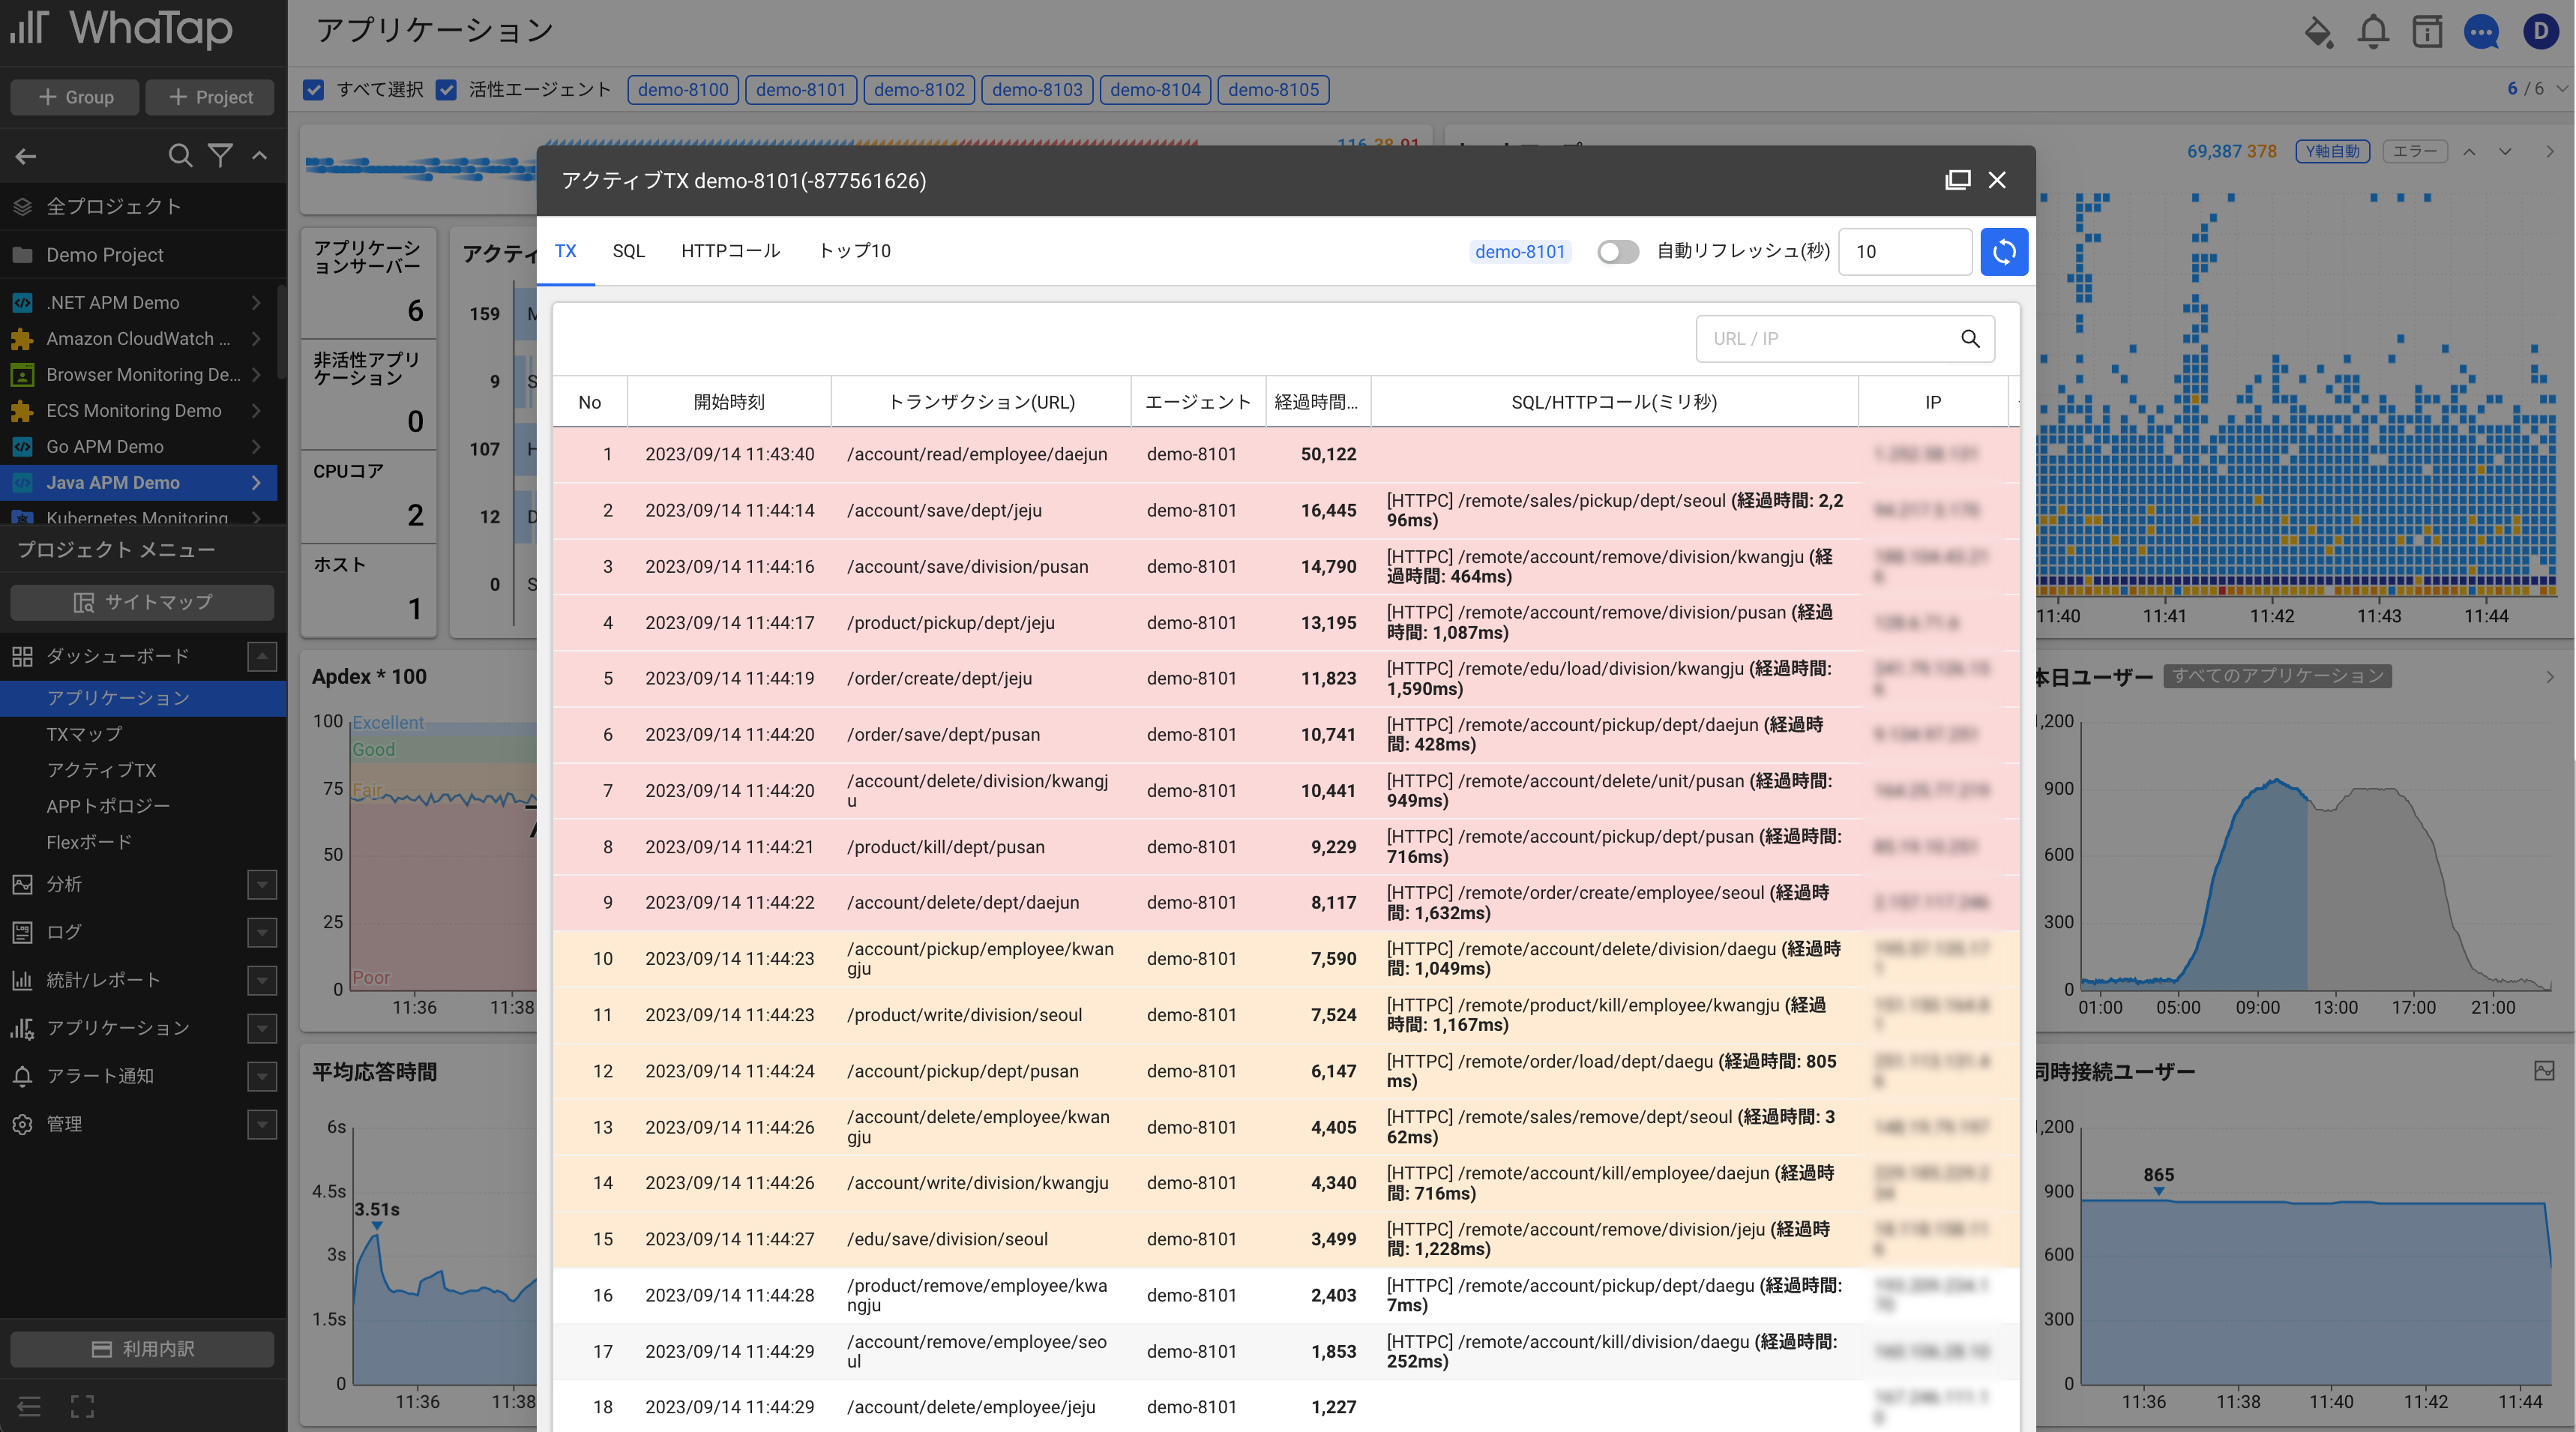 WhaTap
アプリケーション
D
Group
Project
すべて選択
活性エージェント
demo-8100
demo-8101
demo-8102
demo-8103
demo-8104
demo-8105
6 / 6
全プロジェクト
Demo Project
.NET APM Demo
Amazon CloudWatch ...
Browser Monitoring De...
ECS Monitoring Demo
Go APM Demo
Java APM Demo
Kubernetes Monitoring
プロジェクト メニュー
サイトマップ
ダッシュボード
アプリケーション
TXマップ
アクティブTX
APPトポロジー
Flexボード
分析
ログ
統計/レポート
アプリケーション
アラート通知
管理
利用内訳
アプリケーションサーバー
6
非活性アプリケーション
0
CPUコア
2
ホスト
1
アクティ
159
9
107
12
0
69,387 378
Y軸自動
エラー
11:40
11:41
11:42
11:43
11:44
Apdex * 100
100
75
50
25
0
Excellent
Good
Fair
Poor
11:36
11:38
平均応答時間
6s
4.5s
3s
1.5s
0
3.51s
11:36
11:38
アクティブTX demo-8101(-877561626)
TX
SQL
HTTPコール
トップ10
demo-8101
自動リフレッシュ(秒)
10
URL / IP
No 開始時刻 トランザクション(URL) エージェント 経過時間... SQL/HTTPコール(ミリ秒) IP
1 2023/09/14 11:43:40 /account/read/employee/daejun demo-8101 50,122
2 2023/09/14 11:44:14 /account/save/dept/jeju demo-8101 16,445 [HTTPC] /remote/sales/pickup/dept/seoul (経過時間: 2,2
96ms)
3 2023/09/14 11:44:16 /account/save/division/pusan demo-8101 14,790 [HTTPC] /remote/account/remove/division/kwangju (経
過時間: 464ms)
4 2023/09/14 11:44:17 /product/pickup/dept/jeju demo-8101 13,195 [HTTPC] /remote/account/remove/division/pusan (経過
時間: 1,087ms)
5 2023/09/14 11:44:19 /order/create/dept/jeju demo-8101 11,823 [HTTPC] /remote/edu/load/division/kwangju (経過時間:
1,590ms)
6 2023/09/14 11:44:20 /order/save/dept/pusan demo-8101 10,741 [HTTPC] /remote/account/pickup/dept/daejun (経過時
間: 428ms)
7 2023/09/14 11:44:20 /account/delete/division/kwangj demo-8101 10,441 [HTTPC] /remote/account/delete/unit/pusan (経過時間:
u 949ms)
8 2023/09/14 11:44:21 /product/kill/dept/pusan demo-8101 9,229 [HTTPC] /remote/account/pickup/dept/pusan (経過時間:
716ms)
9 2023/09/14 11:44:22 /account/delete/dept/daejun demo-8101 8,117 [HTTPC] /remote/order/create/employee/seoul (経過時
間: 1,632ms)
10 2023/09/14 11:44:23 /account/pickup/employee/kwan demo-8101 7,590 [HTTPC] /remote/account/delete/division/daegu (経過時
gju 間: 1,049ms)
11 2023/09/14 11:44:23 /product/write/division/seoul demo-8101 7,524 [HTTPC] /remote/product/kill/employee/kwangju (経過
時間: 1,167ms)
12 2023/09/14 11:44:24 /account/pickup/dept/pusan demo-8101 6,147 [HTTPC] /remote/order/load/dept/daegu (経過時間: 805
ms)
13 2023/09/14 11:44:26 /account/delete/employee/kwan demo-8101 4,405 [HTTPC] /remote/sales/remove/dept/seoul (経過時間: 3
gju 62ms)
14 2023/09/14 11:44:26 /account/write/division/kwangju demo-8101 4,340 [HTTPC] /remote/account/kill/employee/daejun (経過時
間: 716ms)
15 2023/09/14 11:44:27 /edu/save/division/seoul demo-8101 3,499 [HTTPC] /remote/account/remove/division/jeju (経過時
間: 1,228ms)
16 2023/09/14 11:44:28 /product/remove/employee/kwa demo-8101 2,403 [HTTPC] /remote/account/pickup/dept/daegu (経過時間:
ngju 7ms)
17 2023/09/14 11:44:29 /account/remove/employee/seo demo-8101 1,853 [HTTPC] /remote/account/kill/division/daegu (経過時間:
ul 252ms)
18 2023/09/14 11:44:29 /account/delete/employee/jeju demo-8101 1,227
本日ユーザー
すべてのアプリケーション
,200
900
600
300
0
01:00
05:00
09:00
13:00
17:00
21:00
同時接続ユーザー
,200
900
600
300
0
865
11:36
11:38
11:40
11:42
11:44